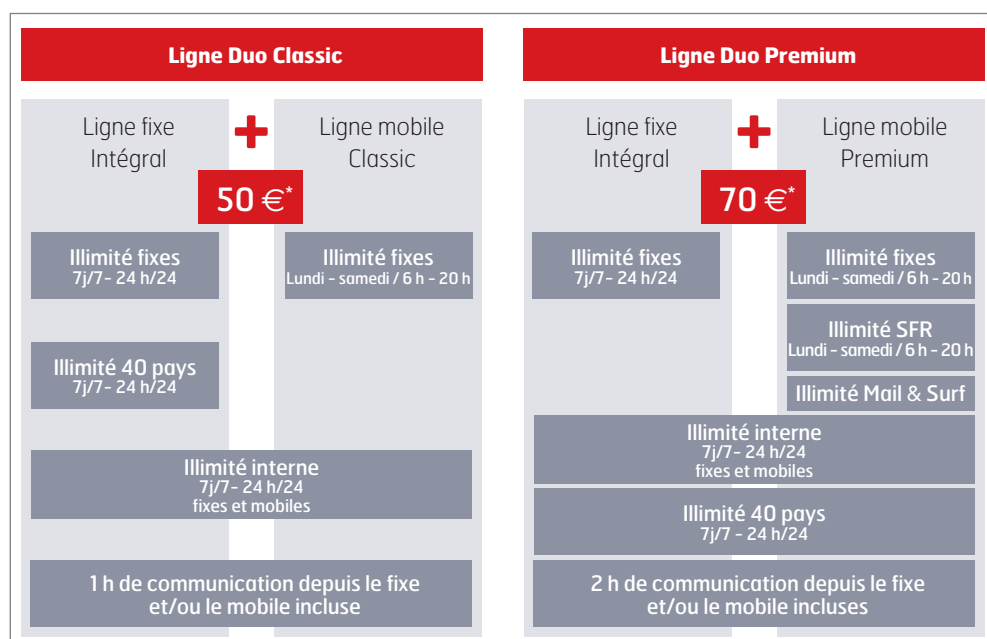 Ligne Duo Classic
Ligne fixe
Intégral
+
Ligne mobile
Classic
50 €*
Illimité fixes
7j/7- 24 h/24
Illimité fixes
Lundi - samedi / 6 h - 20 h
Illimité 40 pays
7j/7- 24 h/24
Illimité interne
7j/7- 24 h/24
fixes et mobiles
1 h de communication depuis le fixe
et/ou le mobile incluse
Ligne Duo Premium
Ligne fixe
Intégral
+
Ligne mobile
Premium
70 €*
Illimité fixes
7j/7- 24 h/24
Illimité fixes
Lundi - samedi / 6 h - 20 h
Illimité SFR
Lundi - samedi / 6 h - 20 h
Illimité Mail & Surf
Illimité interne
7j/7- 24 h/24
fixes et mobiles
Illimité 40 pays
7j/7 - 24 h/24
2 h de communication depuis le fixe
et/ou le mobile incluses